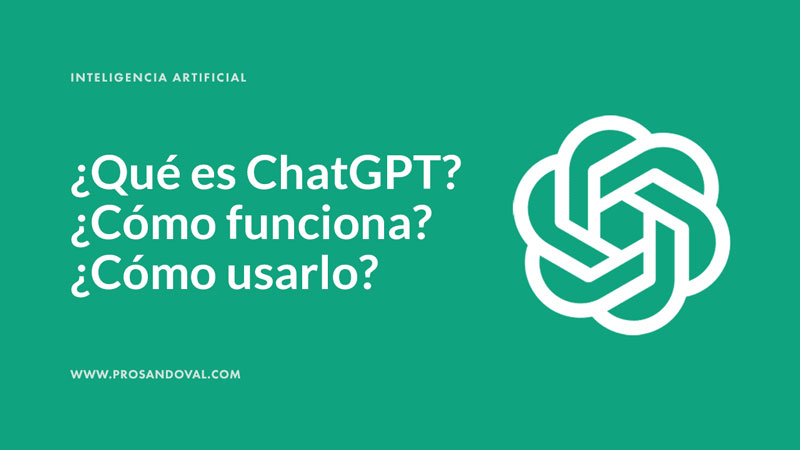 INTELIGENCIA ARTIFICIAL
¿Qué es ChatGPT?
¿Cómo funciona?
¿Cómo usarlo?
WWW.PROSANDOVAL.COM